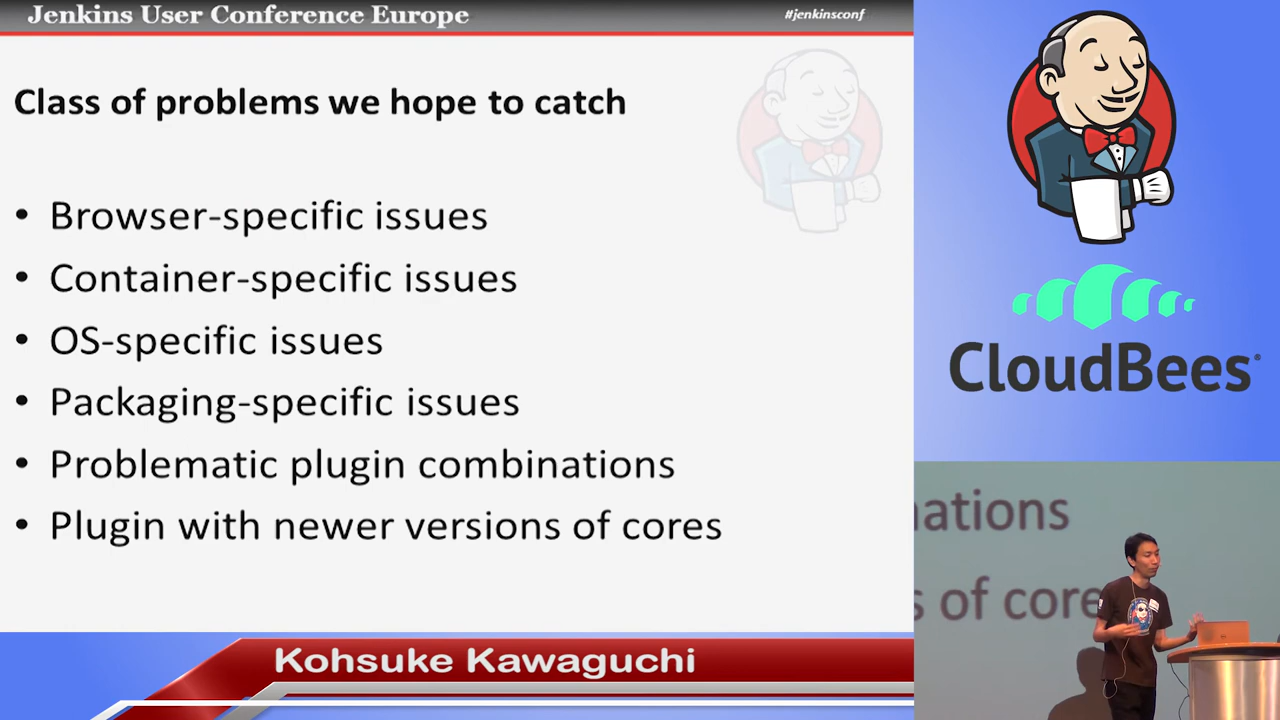 Jenkins User Conference Europe
#jenkinsconf
Class of problems we hope to catch
• Browser-specific issues
• Container-specific issues
• OS-specific issues
• Packaging-specific issues
• Problematic plugin combinations
• Plugin with newer versions of cores
CloudBees®
nations
s of core
Kohsuke Kawaguchi